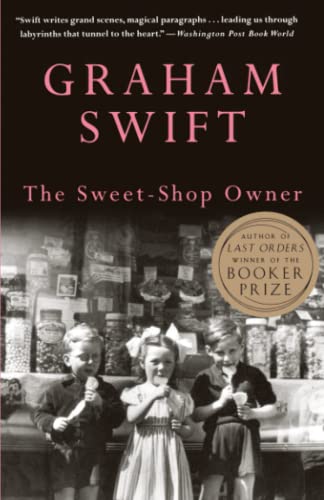 “Swift writes grand scenes, magical paragraphs . . . leading us through
labyrinths that tunnel to the heart.” —Washington Post Book World
GRAHAM
SWIFT
The Sweet-Shop Owner
AUTHOR OF
LAST ORDERS
WINNER OF THE
BOOKER
PRIZE